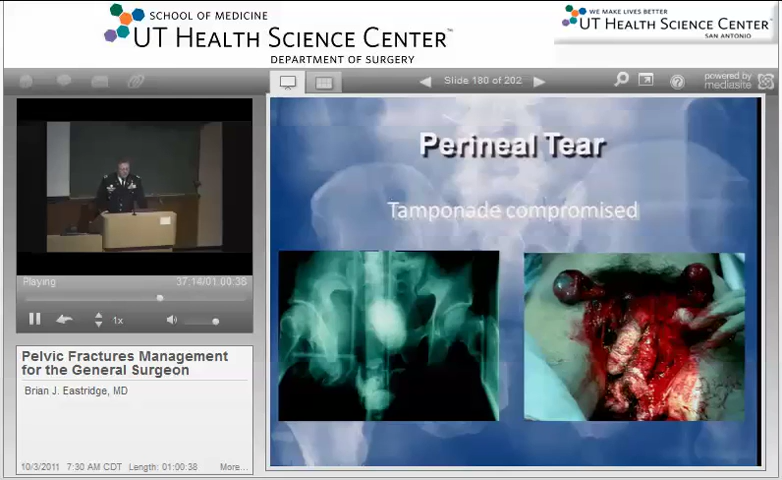 SCHOOL OF MEDICINE
UT HEALTH SCIENCE CENTER™
DEPARTMENT OF SURGERY
WE MAKE LIVES BETTER
UT HEALTH SCIENCE CENTER
SAN ANTONIO
Slide 180 of 202
powered by
mediasite
Perineal Tear
Tamponade compromised
Playing
37:14/01:00:38
1x
Pelvic Fractures Management
for the General Surgeon
Brian J. Eastridge, MD
10/3/2011 7:30 AM CDT Length: 01:00:38 More...